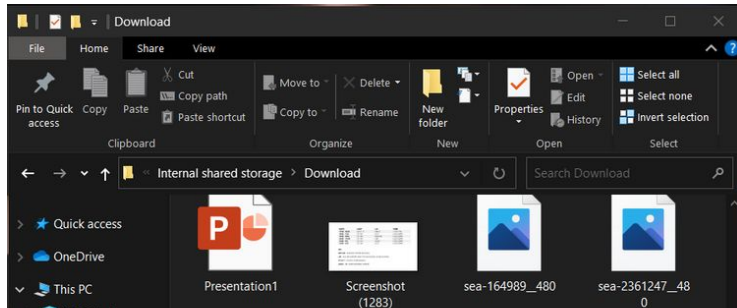 Download
File Home Share View
Pin to Quick access
Copy
Paste
Cut
Copy path
Paste shortcut
Clipboard
Move to
Copy to
Delete
Rename
Organize
New folder
New
Properties
Open
Edit
History
Open
Select all
Select none
Invert selection
Select
Internal shared storage > Download
Search Download
Quick access
OneDrive
This PC
P
Presentation1
Screenshot
(1283)
sea-164989__480
sea-2361247__48
0